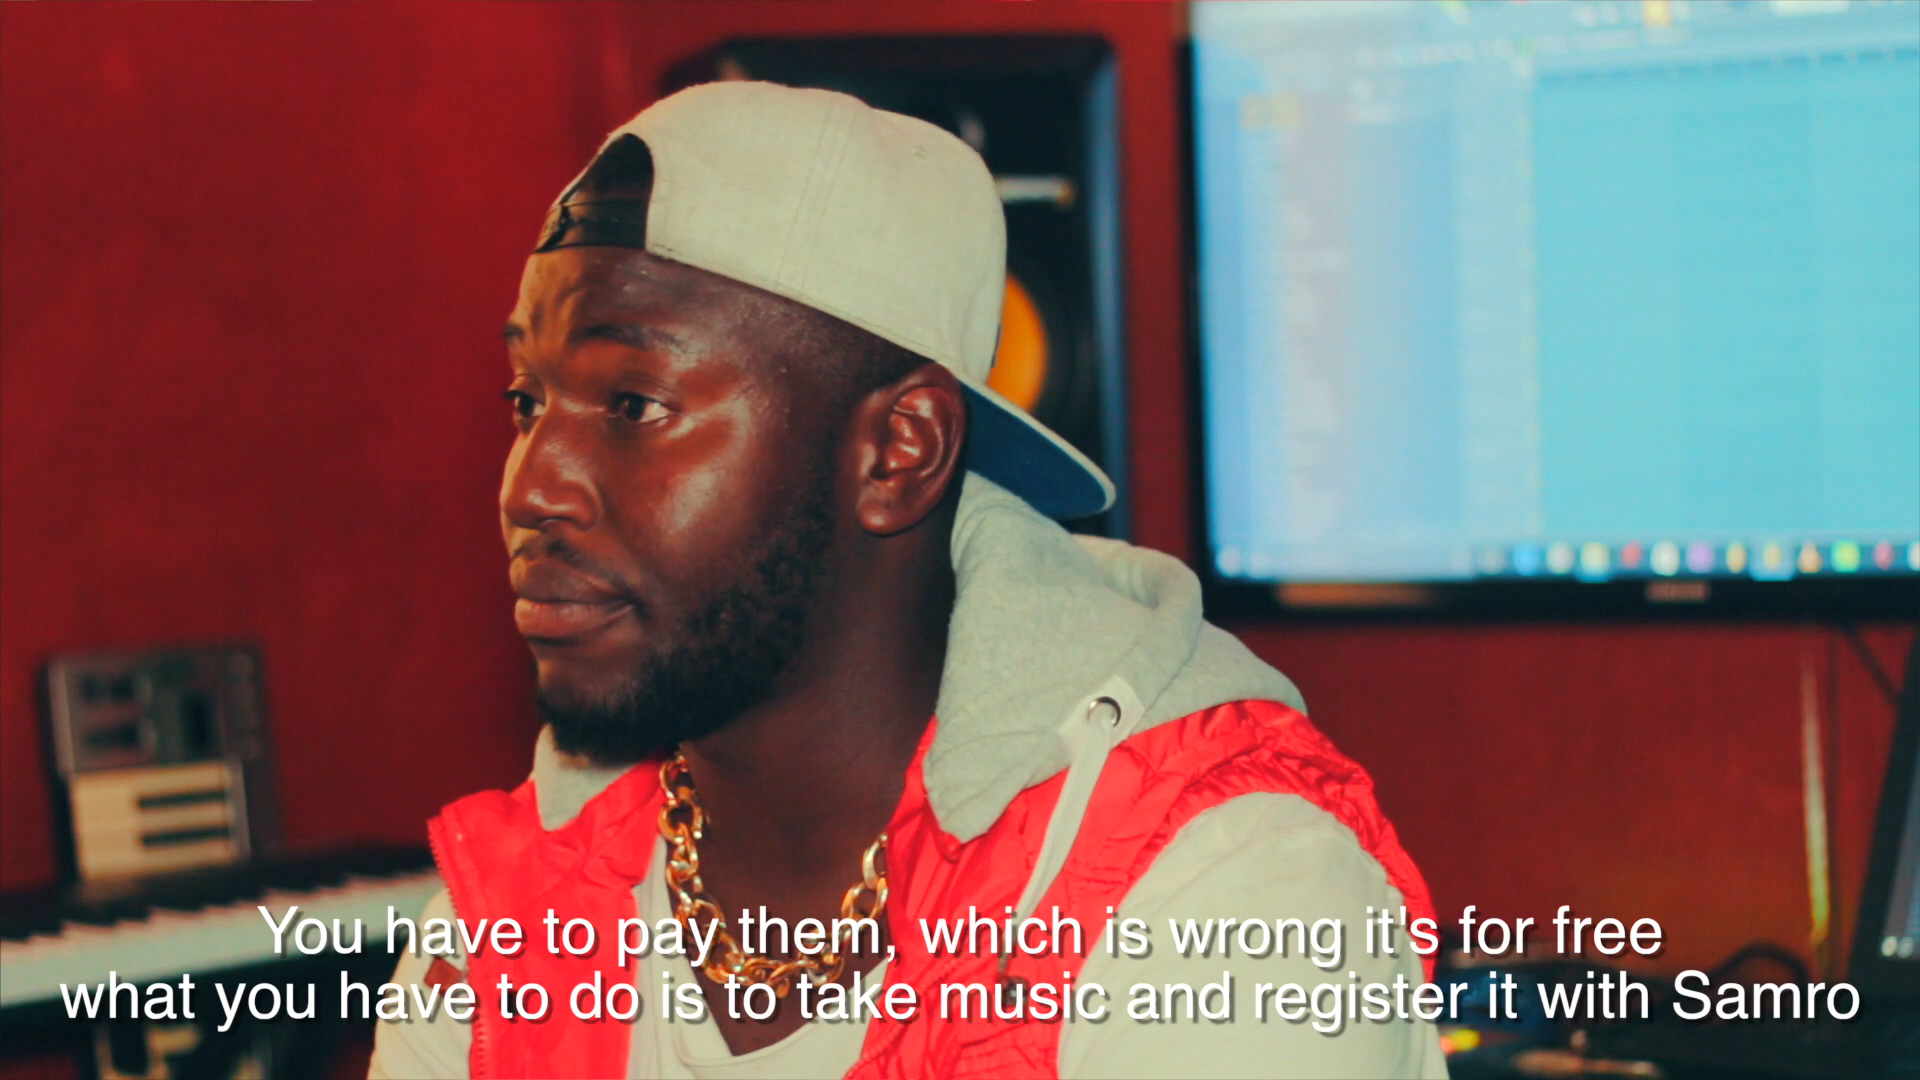 You have to pay them, which is wrong it's for free
what you have to do is to take music and register it with Samro